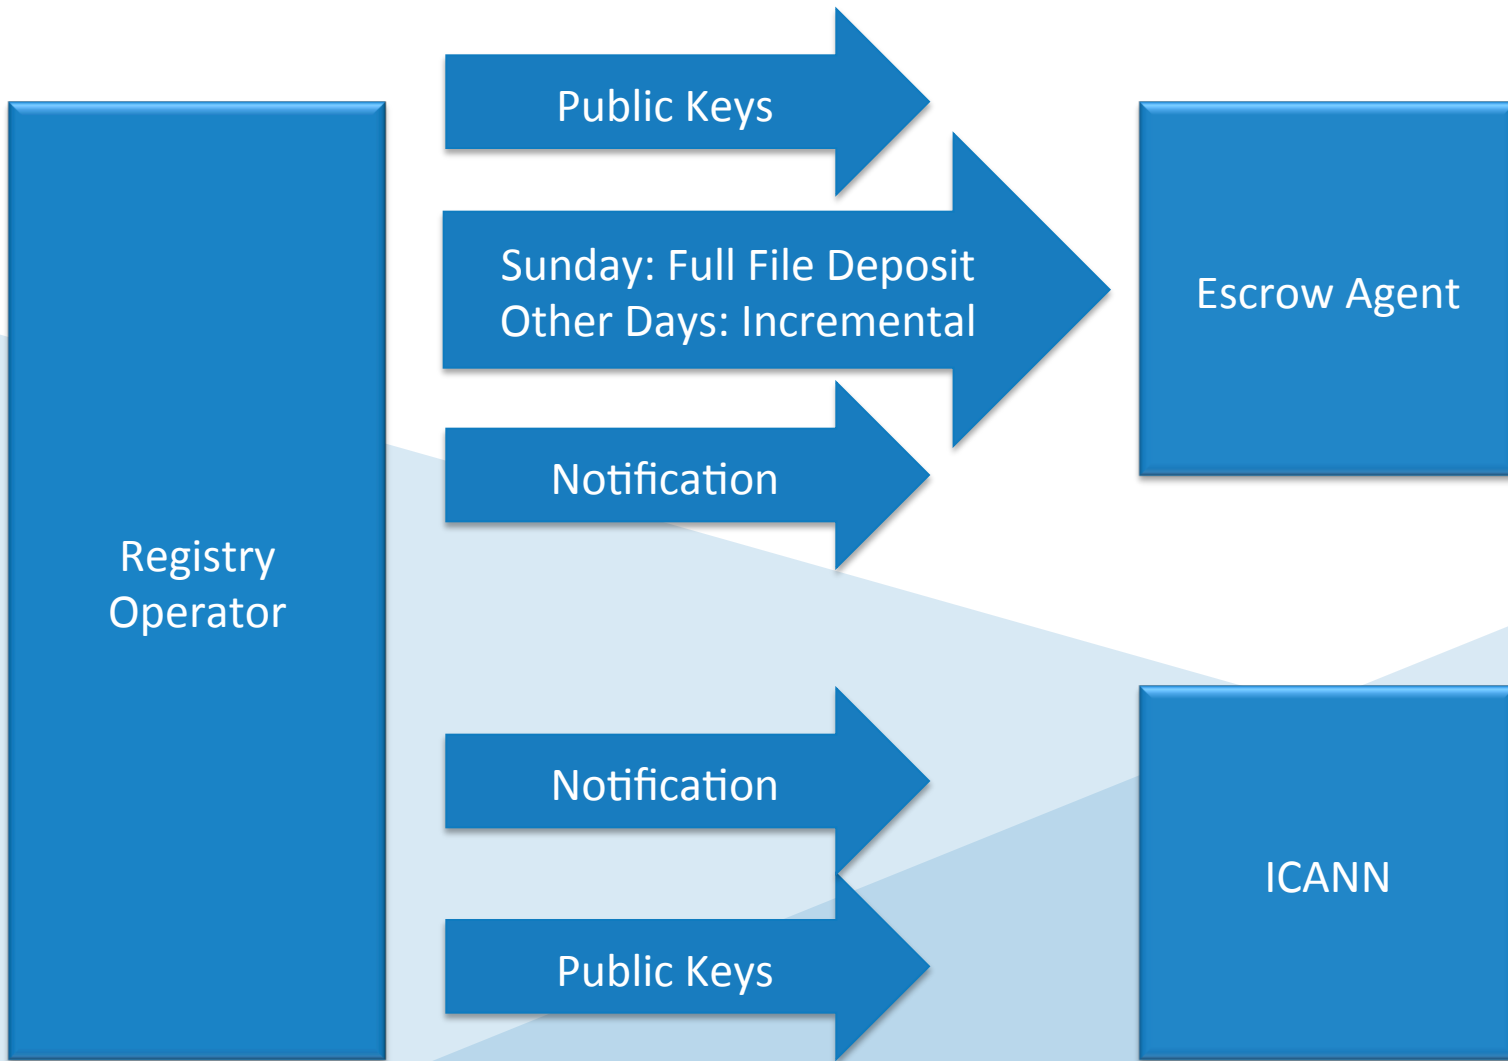 Public Keys
Sunday: Full File Deposit
Other Days: Incremental
Escrow Agent
Notification
Registry
Operator
Notification
ICANN
Public Keys